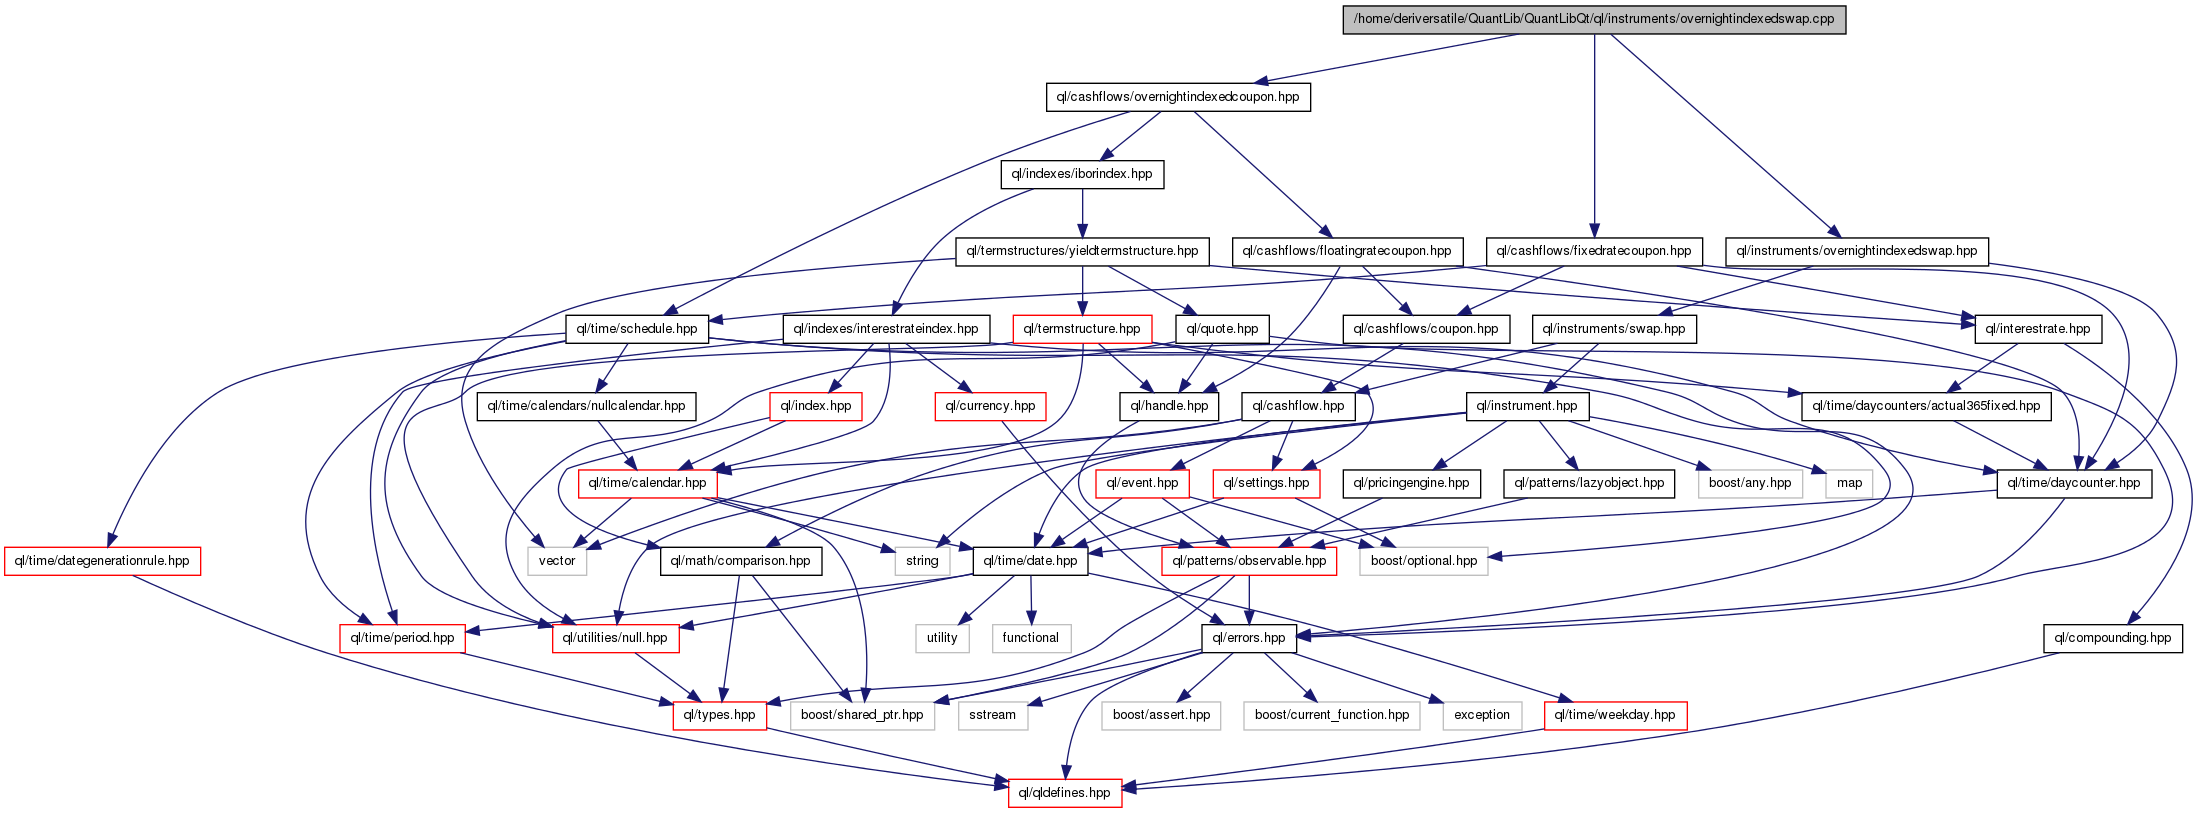 /home/deriversatile/QuantLib/QuantLibQt/ql/instruments/overnightindexedswap.cpp
ql/cashflows/overnightindexedcoupon.hpp
ql/indexes/iborindex.hpp
ql/termstructures/yieldtermstructure.hpp
ql/cashflows/floatingratecoupon.hpp
ql/cashflows/fixedratecoupon.hpp
ql/instruments/overnightindexedswap.hpp
ql/time/schedule.hpp
ql/indexes/interestrateindex.hpp
ql/termstructure.hpp
ql/quote.hpp
ql/cashflows/coupon.hpp
ql/instruments/swap.hpp
ql/interestrate.hpp
ql/time/calendars/nullcalendar.hpp
ql/index.hpp
ql/currency.hpp
ql/handle.hpp
ql/cashflow.hpp
ql/instrument.hpp
ql/time/daycounters/actual365fixed.hpp
ql/time/calendar.hpp
ql/event.hpp
ql/settings.hpp
ql/pricingengine.hpp
ql/patterns/lazyobject.hpp
boost/any.hpp
map
ql/time/daycounter.hpp
ql/time/dategenerationrule.hpp
vector
ql/math/comparison.hpp
string
ql/time/date.hpp
ql/patterns/observable.hpp
boost/optional.hpp
ql/time/period.hpp
ql/utilities/null.hpp
utility
functional
ql/errors.hpp
ql/compounding.hpp
ql/types.hpp
boost/shared_ptr.hpp
sstream
boost/assert.hpp
boost/current_function.hpp
exception
ql/time/weekday.hpp
ql/qldefines.hpp